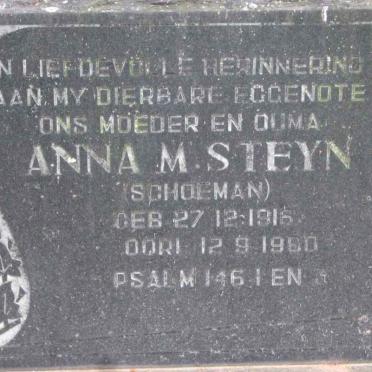 N LIEFDEVOLLE HERINNERING
AAN MY DIERBARE EGGENOTE
ONS MOEDER EN OUMA
ANNA M. STEYN
(SCHOEMAN)
GEB. 27.12.1916
OORL. 12.9.1980
PSALM 146:1 EN